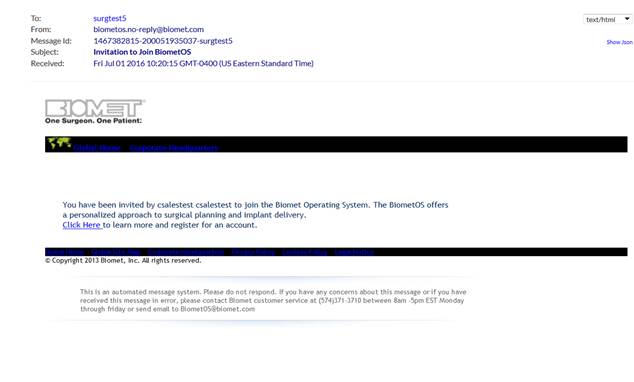 To: surgtest5
text/html
From: biometos.no-reply@biomet.com
Message Id: 1467382815-200051935037-surgtest5
Show Json
Subject: Invitation to Join BiometOS
Received: Fri Jul 01 2016 10:20:15 GMT-0400 (US Eastern Standard Time)
BIOMET
One Surgeon. One Patient.
Global Home Corporate Headquarters
You have been invited by csalestest csalestest to join the Biomet Operating System. The BiometOS offers
a personalized approach to surgical planning and implant delivery.
Click Here to learn more and register for an account.
© Copyright 2013 Biomet, Inc. All rights reserved.
This is an automated message system. Please do not respond. If you have any concerns about this message or if you have
received this message in error, please contact Biomet customer service at (574)371-3710 between 8am -5pm EST Monday
through friday or send email to BiometOS@biomet.com